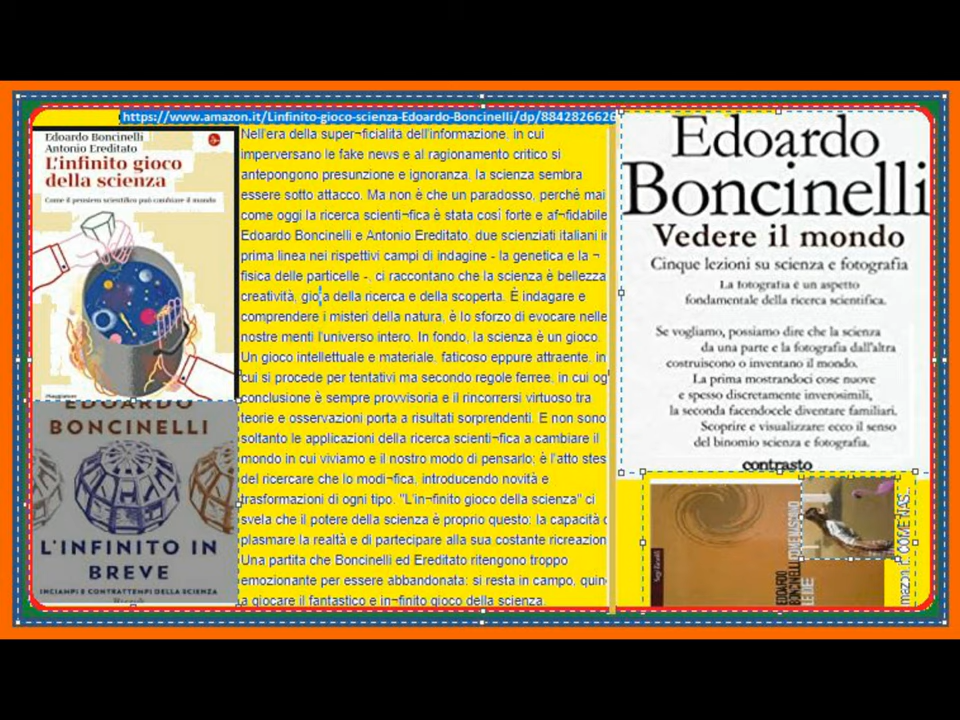 https://www.amazon.it/Linfinito-gioco-scienza-Edoardo-Boncinelli/dp/8842826626
Edoardo Boncinelli
Antonio Ereditato
L'infinito gioco
della scienza
Come il pensiero scientifico può cambiare il mondo
ilSaggiatore
EDOARDO
BONCINELLI
L'INFINITO IN
BREVE
INCIAMPI E CONTRATTEMPI DELLA SCIENZA
Nell'era della super¬ficialità dell'informazione, in cui
imperversano le fake news e al ragionamento critico si
antepongono presunzione e ignoranza, la scienza sembra
essere sotto attacco. Ma non è che un paradosso, perché mai
come oggi la ricerca scienti¬fica è stata così forte e af¬fidabile
Edoardo Boncinelli e Antonio Ereditato, due scienziati italiani in
prima linea nei rispettivi campi di indagine - la genetica e la ¬
fisica delle particelle -, ci raccontano che la scienza è bellezza
creatività, gioia della ricerca e della scoperta. È indagare e
comprendere i misteri della natura, è lo sforzo di evocare nelle
nostre menti l'universo intero. In fondo, la scienza è un gioco.
Un gioco intellettuale e materiale, faticoso eppure attraente, in
cui si procede per tentativi ma secondo regole ferree, in cui og
conclusione è sempre provvisoria e il rincorrersi virtuoso tra
teorie e osservazioni porta a risultati sorprendenti. E non sono
soltanto le applicazioni della ricerca scienti¬fica a cambiare il
mondo in cui viviamo e il nostro modo di pensarlo: è l'atto stes
del ricercare che lo modi¬fica, introducendo novità e
trasformazioni di ogni tipo. "L'in¬finito gioco della scienza" ci
svela che il potere della scienza è proprio questo: la capacità d
plasmare la realtà e di partecipare alla sua costante ricreazion
Una partita che Boncinelli ed Ereditato ritengono troppo
emozionante per essere abbandonata: si resta in campo, quin
a giocare il fantastico e in¬finito gioco della scienza.
Edoardo
Boncinelli
Vedere il mondo
Cinque lezioni su scienza e fotografia
La fotografia è un aspetto
fondamentale della ricerca scientifica.
Se vogliamo, possiamo dire che la scienza
da una parte e la fotografia dall'altra
costruiscono o inventano il mondo.
La prima mostrandoci cose nuove
e spesso discretamente inverosimili,
la seconda facendocele diventare familiari.
Scoprire e visualizzare: ecco il senso
del binomio scienza e fotografia.
contrasto
EDOARDO
BONCINELLI
COME NAS